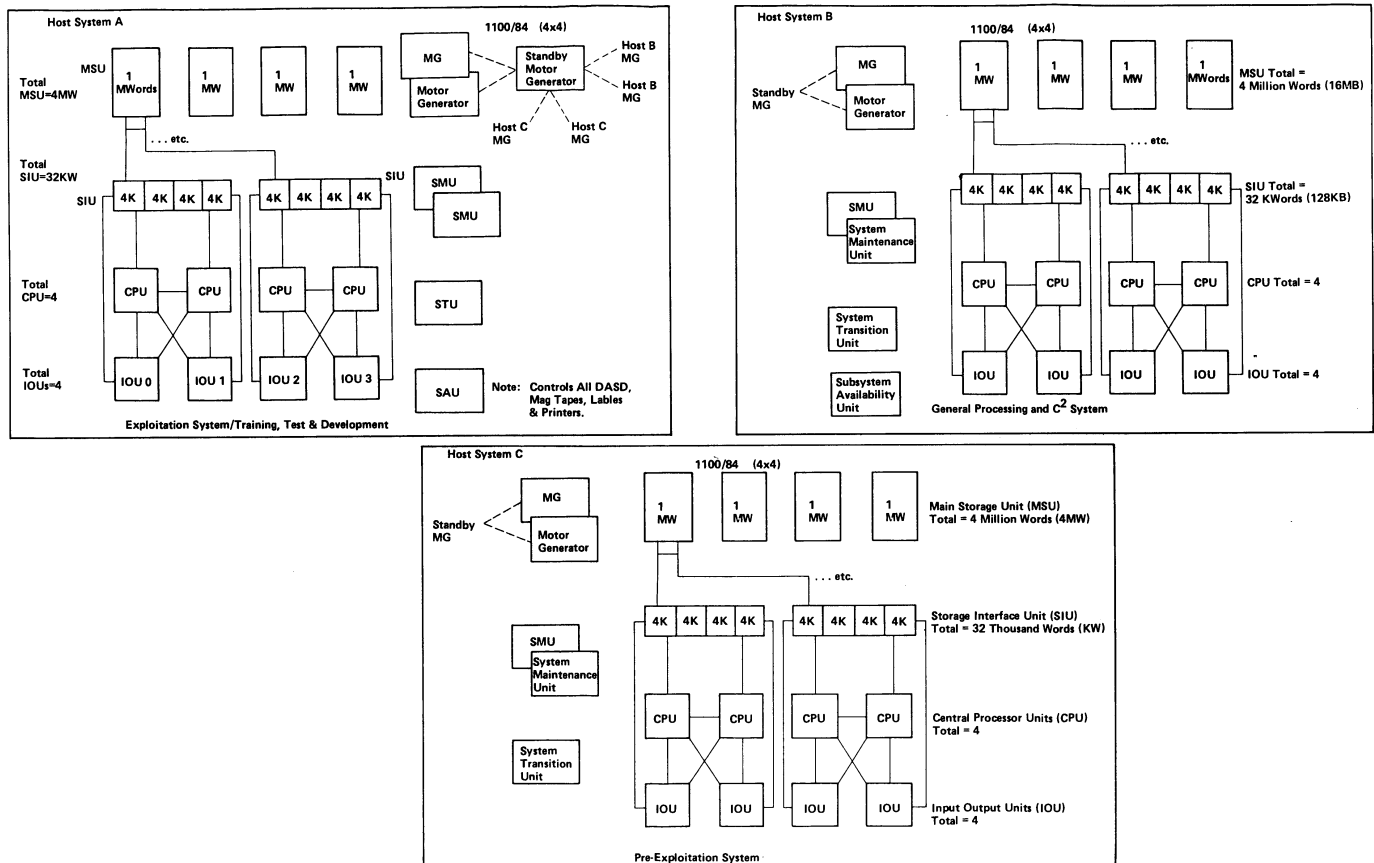 Host System A
1100/84 (4x4)
MSU
Total
MSU=4MW
1
MWords
1
MW
1
MW
1
MW
MG
Motor
Generator
Standby
Motor
Generator
Host B
MG
Host B
MG
Host C
MG
Host C
MG
. . . etc.
Total
SIU=32KW
SIU
4K 4K 4K 4K
4K 4K 4K 4K
SIU
SMU
SMU
Total
CPU=4
CPU CPU CPU CPU
STU
Total
IOUs=4
IOU 0 IOU 1 IOU 2 IOU 3
SAU
Note: Controls All DASD,
Mag Tapes, Lables
& Printers.
Exploitation System/Training, Test & Development
Host System B
1100/84 (4x4)
MG
Motor
Generator
Standby
MG
1
MW
1
MW
1
MW
1
MWords
MSU Total =
4 Million Words (16MB)
. . . etc.
4K 4K 4K 4K
4K 4K 4K 4K
SIU Total =
32 KWords (128KB)
SMU
System
Maintenance
Unit
CPU CPU CPU CPU
CPU Total = 4
System
Transition
Unit
IOU IOU IOU IOU
IOU Total = 4
Subsystem
Availability
Unit
General Processing and C2 System
Host System C
1100/84 (4x4)
MG
Motor
Generator
Standby
MG
1
MW
1
MW
1
MW
1
MW
Main Storage Unit (MSU)
Total = 4 Million Words (4MW)
. . . etc.
4K 4K 4K 4K
4K 4K 4K 4K
Storage Interface Unit (SIU)
Total = 32 Thousand Words (KW)
SMU
System
Maintenance
Unit
CPU CPU CPU CPU
Central Processor Units (CPU)
Total = 4
System
Transition
Unit
IOU IOU IOU IOU
Input Output Units (IOU)
Total = 4
Pre-Exploitation System